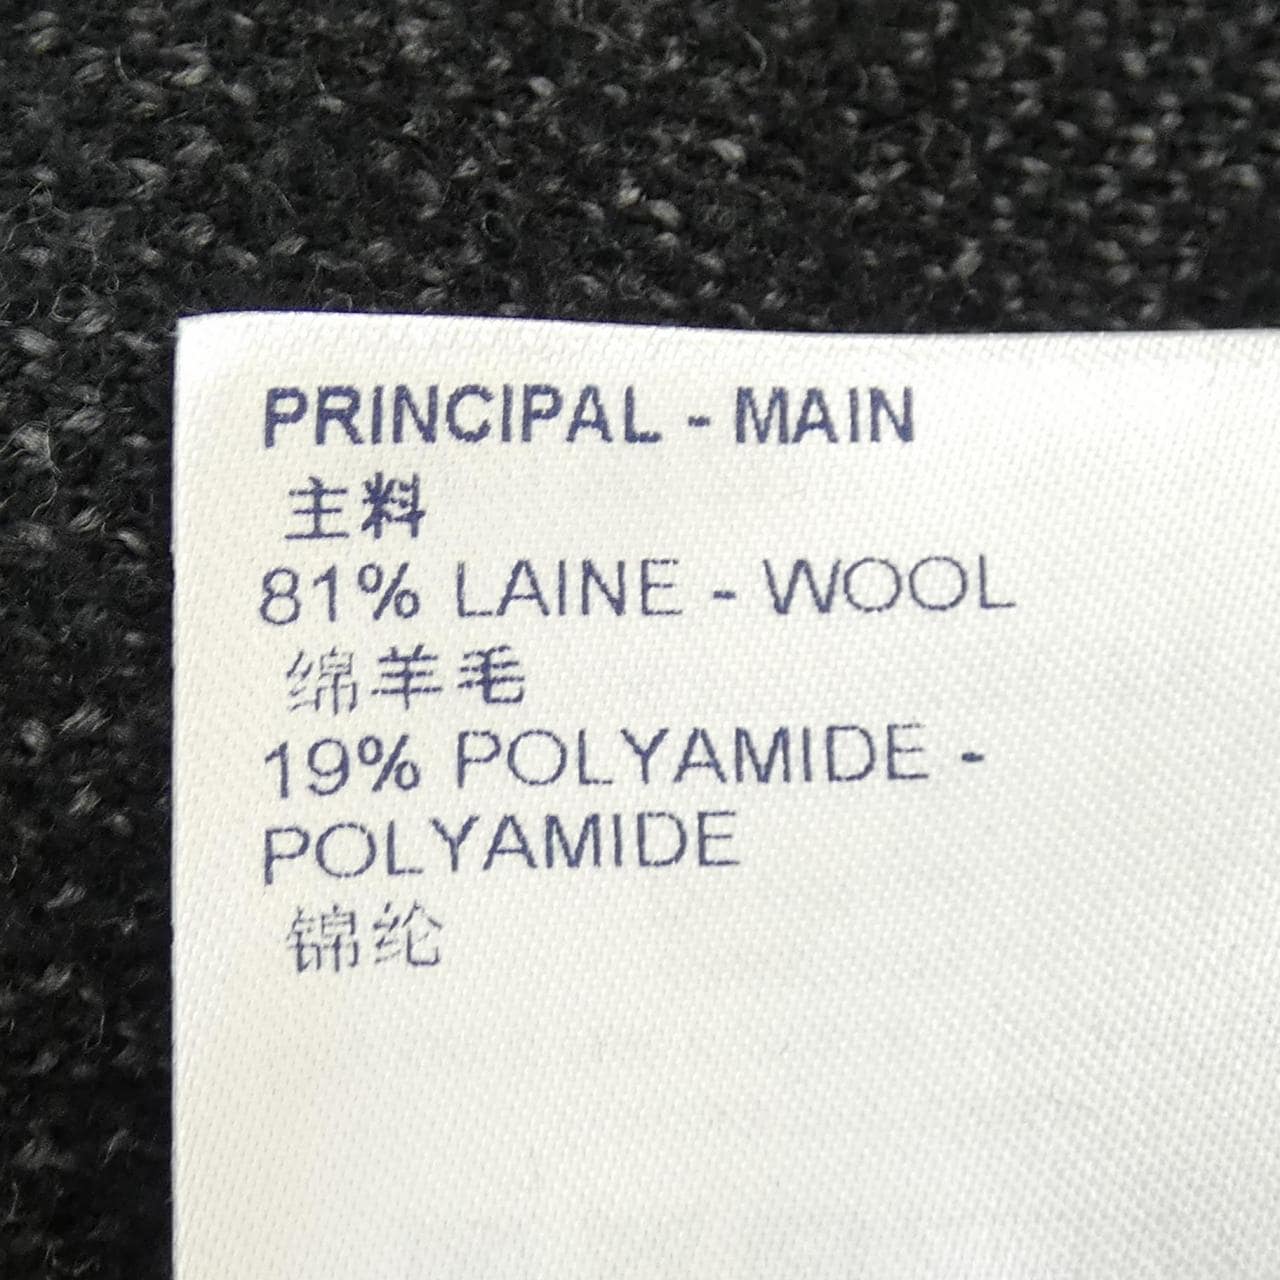 PRINCIPAL - MAIN
主料
81% LAINE - WOOL
绵羊毛
19% POLYAMIDE -
POLYAMIDE
锦纶